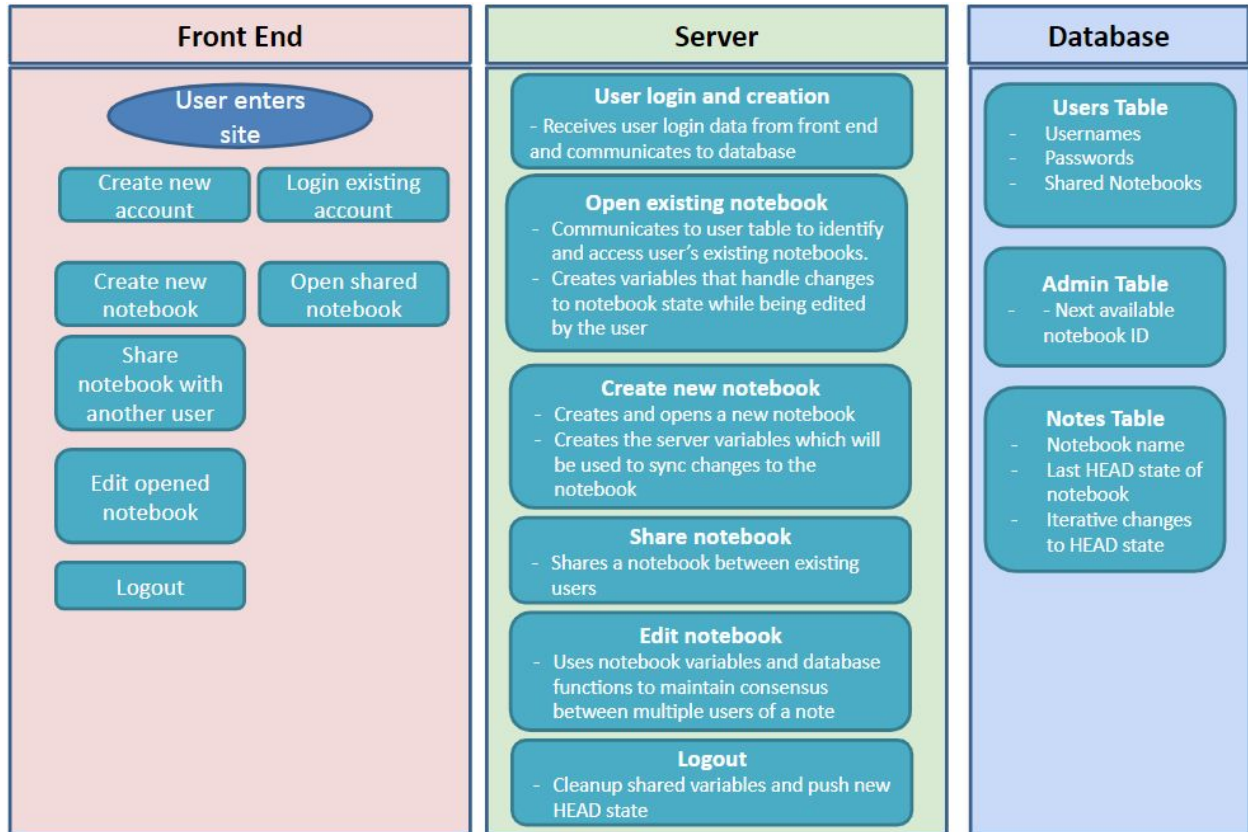 Front End
User enters
site
Create new
account
Login existing
account
Create new
notebook
Open shared
notebook
Share
notebook with
another user
Edit opened
notebook
Logout
Server
User login and creation
- Receives user login data from front end
and communicates to database
Open existing notebook
- Communicates to user table to identify
and access user's existing notebooks.
- Creates variables that handle changes
to notebook state while being edited
by the user
Create new notebook
- Creates and opens a new notebook
- Creates the server variables which will
be used to sync changes to the
notebook
Share notebook
- Shares a notebook between existing
users
Edit notebook
- Uses notebook variables and database
functions to maintain consensus
between multiple users of a note
Logout
- Cleanup shared variables and push new
HEAD state
Database
Users Table
- Usernames
- Passwords
- Shared Notebooks
Admin Table
- - Next available
notebook ID
Notes Table
- Notebook name
- Last HEAD state of
notebook
- Iterative changes
to HEAD state